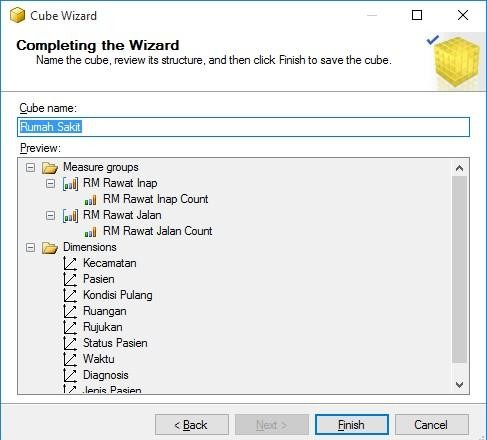 Cube Wizard
Completing the Wizard
Name the cube, review its structure, and then click Finish to save the cube.
Cube name:
Rumah Sakit
Preview:
Measure groups
RM Rawat Inap
RM Rawat Inap Count
RM Rawat Jalan
RM Rawat Jalan Count
Dimensions
Kecamatan
Pasien
Kondisi Pulang
Ruangan
Rujukan
Status Pasien
Waktu
Diagnosis
Jenis Pasien
< Back
Next >
Finish
Cancel